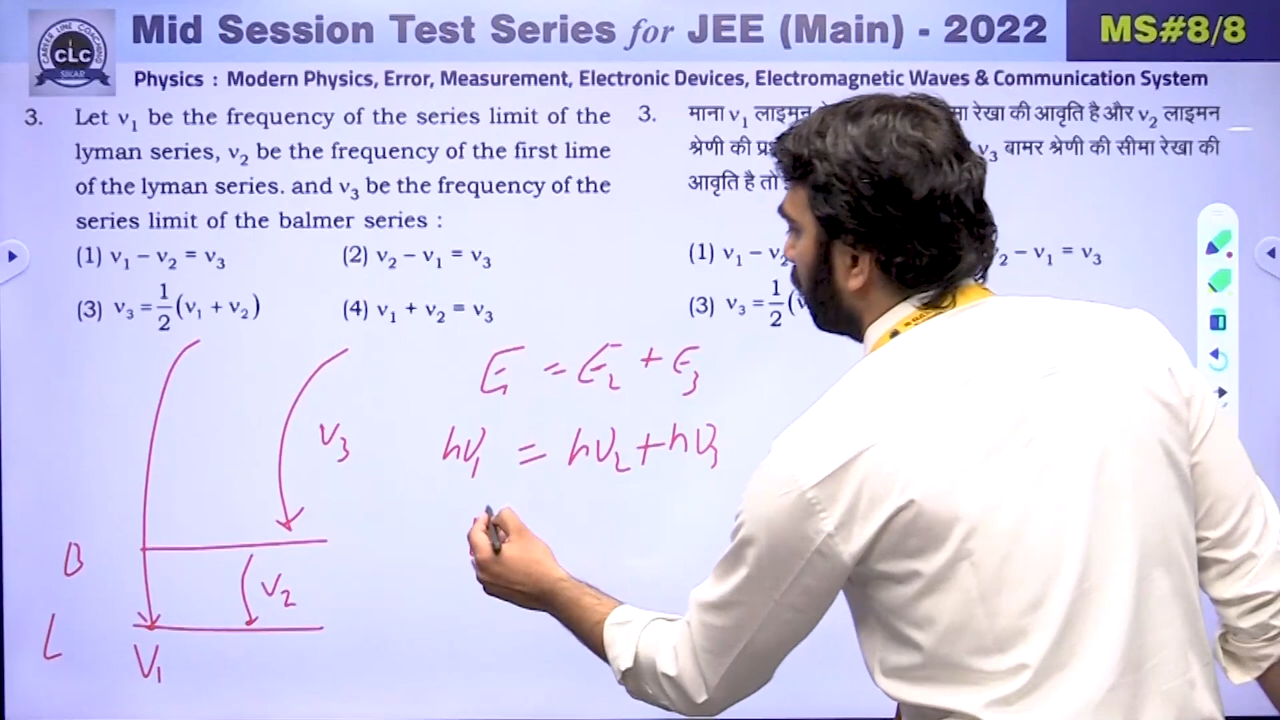 Mid Session Test Series for JEE (Main) - 2022
MS#8/8
CAREER LINE COACHING
CLC
SIKAR
Physics : Modern Physics, Error, Measurement, Electronic Devices, Electromagnetic Waves & Communication System
3. Let ν₁ be the frequency of the series limit of the
lyman series, ν₂ be the frequency of the first lime
of the lyman series. and ν₃ be the frequency of the
series limit of the balmer series :
(1) ν₁ – ν₂ = ν₃ (2) ν₂ – ν₁ = ν₃
(3) ν₃ = 1/2 (ν₁ + ν₂) (4) ν₁ + ν₂ = ν₃
3. माना ν₁ लाइमन रेखा की आवृति है और ν₂ लाइमन
श्रेणी की ν₃ बामर श्रेणी की सीमा रेखा की
आवृति है तो
(1) ν₁ – ν₂ ₂ – ν₁ = ν₃
(3) ν₃ = 1/2 (
E₁ = E₂ + E₃
hν₁ = hν₂ + hν₃
ν₃
B
ν₂
L
ν₁